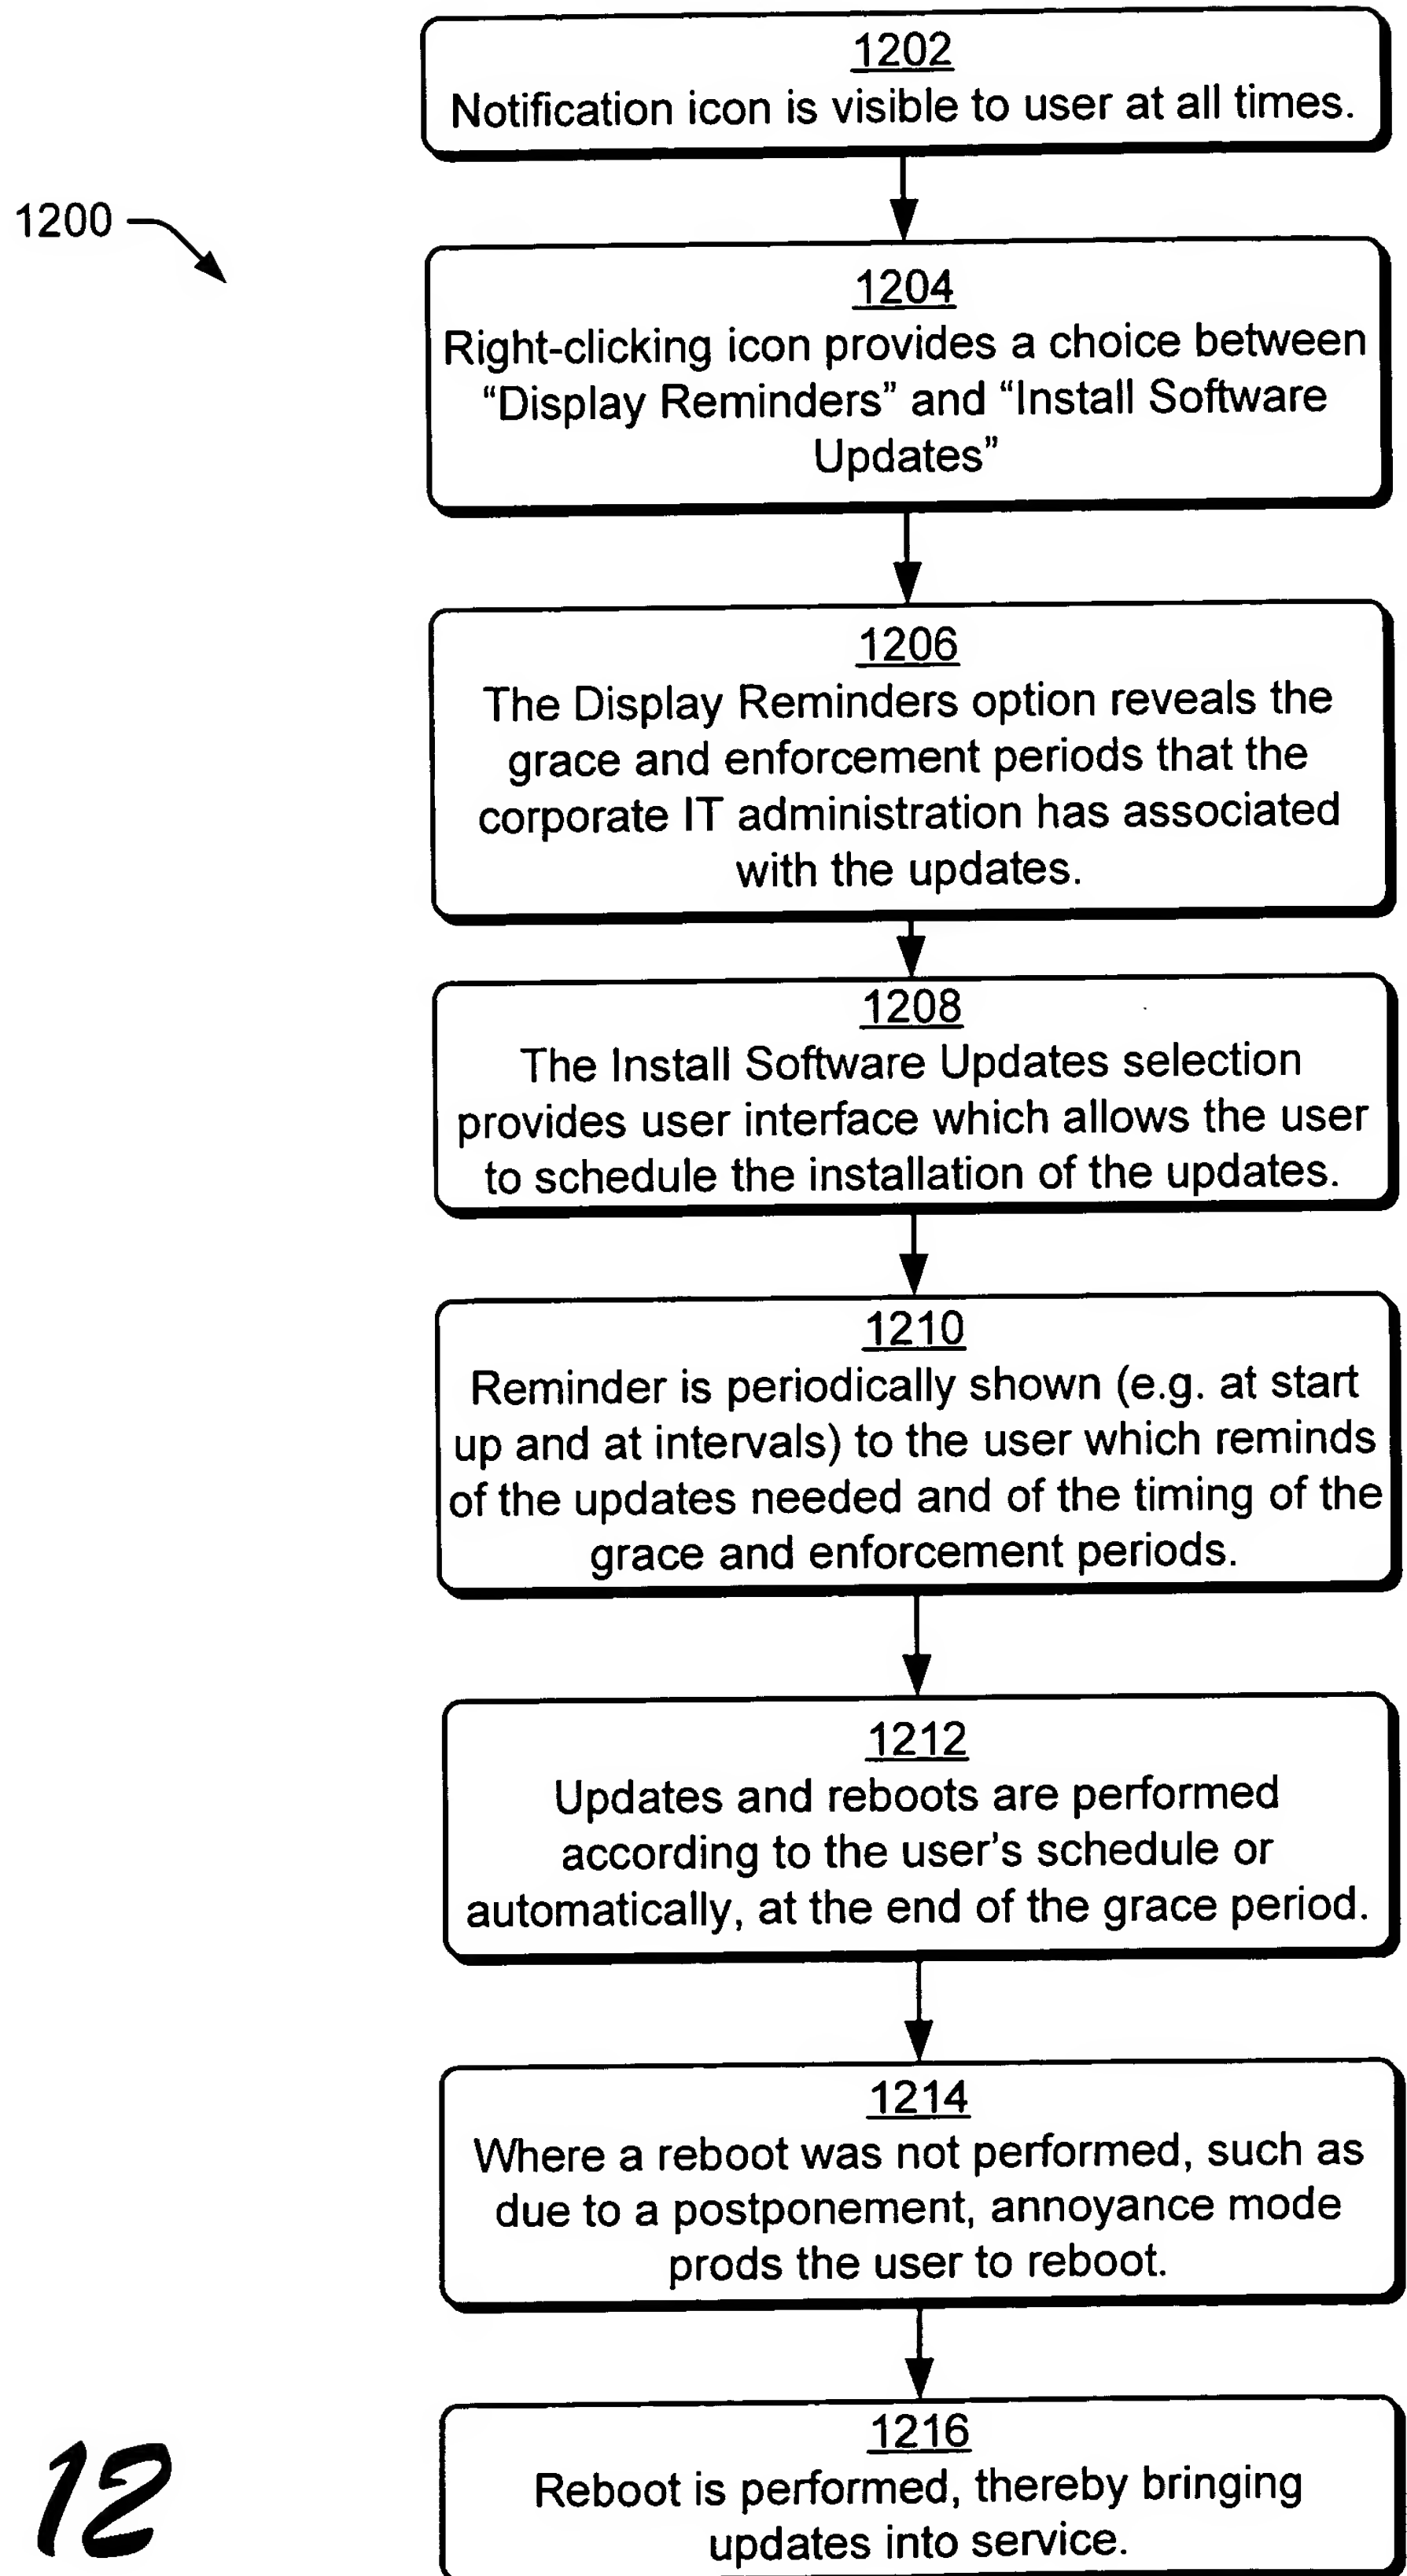 1202
Notification icon is visible to user at all times.
1200
1204
Right-clicking icon provides a choice between
“Display Reminders” and “Install Software
Updates”
1206
The Display Reminders option reveals the
grace and enforcement periods that the
corporate IT administration has associated
with the updates.
1208
The Install Software Updates selection
provides user interface which allows the user
to schedule the installation of the updates.
1210
Reminder is periodically shown (e.g. at start
up and at intervals) to the user which reminds
of the updates needed and of the timing of the
grace and enforcement periods.
1212
Updates and reboots are performed
according to the user’s schedule or
automatically, at the end of the grace period.
1214
Where a reboot was not performed, such as
due to a postponement, annoyance mode
prods the user to reboot.
1216
Reboot is performed, thereby bringing
updates into service.
12